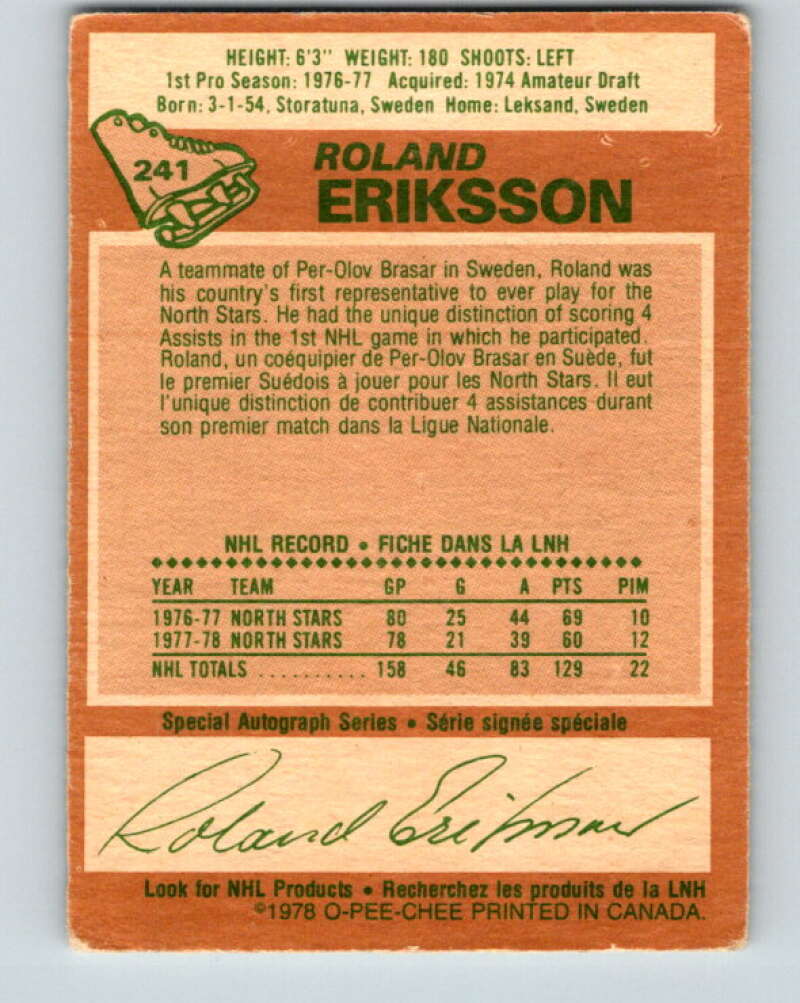 HEIGHT: 6'3" WEIGHT: 180 SHOOTS: LEFT
1st Pro Season: 1976-77 Acquired: 1974 Amateur Draft
Born: 3-1-54, Storatuna, Sweden Home: Leksand, Sweden
241
ROLAND
ERIKSSON
A teammate of Per-Olov Brasar in Sweden, Roland was
his country's first representative to ever play for the
North Stars. He had the unique distinction of scoring 4
Assists in the 1st NHL game in which he participated.
Roland, un coéquipier de Per-Olov Brasar en Suède, fut
le premier Suédois à jouer pour les North Stars. Il eut
l'unique distinction de contribuer 4 assistances durant
son premier match dans la Ligue Nationale.
NHL RECORD • FICHE DANS LA LNH
YEAR TEAM GP G A PTS PIM
1976-77 NORTH STARS 80 25 44 69 10
1977-78 NORTH STARS 78 21 39 60 12
NHL TOTALS .......... 158 46 83 129 22
Special Autograph Series • Série signée spéciale
Roland Eriksson
Look for NHL Products • Recherchez les produits de la LNH
©1978 O-PEE-CHEE PRINTED IN CANADA.